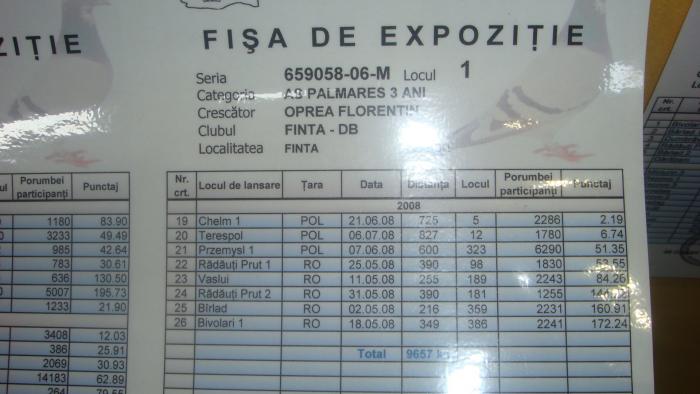 ZIȚIE
FIȘA DE EXPOZIȚIE
Seria 659058-06-M Locul 1
Categoria AS PALMARES 3 ANI
Crescător OPREA FLORENTIN
Clubul FINTA - DB
Localitatea FINTA
Porumbei participanți Punctaj
1180 83.90
3233 49.49
985 42.64
783 30.61
636 130.50
5007 195.73
1233 21.90
3408 12.03
386 25.91
2069 30.93
14183 62.89
264
Nr. crt. Locul de lansare Țara Data Distanța Locul Porumbei participanți Punctaj
2008
19 Chelm 1 POL 21.06.08 725 5 2286 2.19
20 Terespol POL 06.07.08 827 12 1780 6.74
21 Przemysl 1 POL 07.06.08 600 323 6290 51.35
22 Rădăuți Prut 1 RO 25.05.08 390 98 1830 53.55
23 Vaslui RO 11.05.08 255 189 2243 84.26
24 Rădăuți Prut 2 RO 31.05.08 390 181 1255
25 Bîrlad RO 02.05.08 216 359 2231 160.91
26 Bivolari 1 RO 18.05.08 349 386 2241 172.24
Total 9657